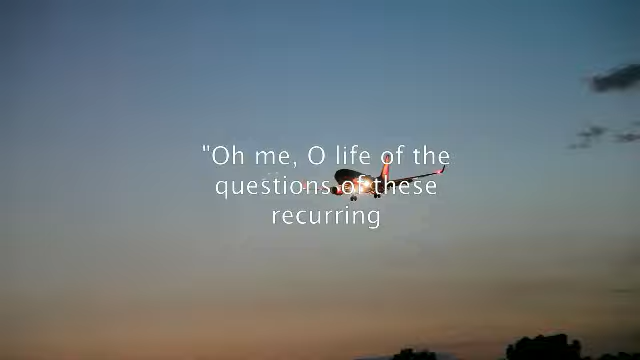 "Oh me, O life of the
questions of these
recurring